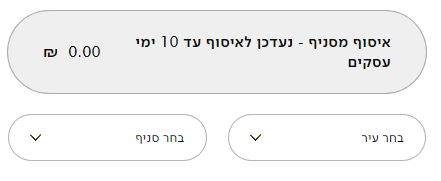 איסוף מסניף - נעדכן לאיסוף עד 10 ימי
עסקים
0.00 ₪
בחר עיר
בחר סניף